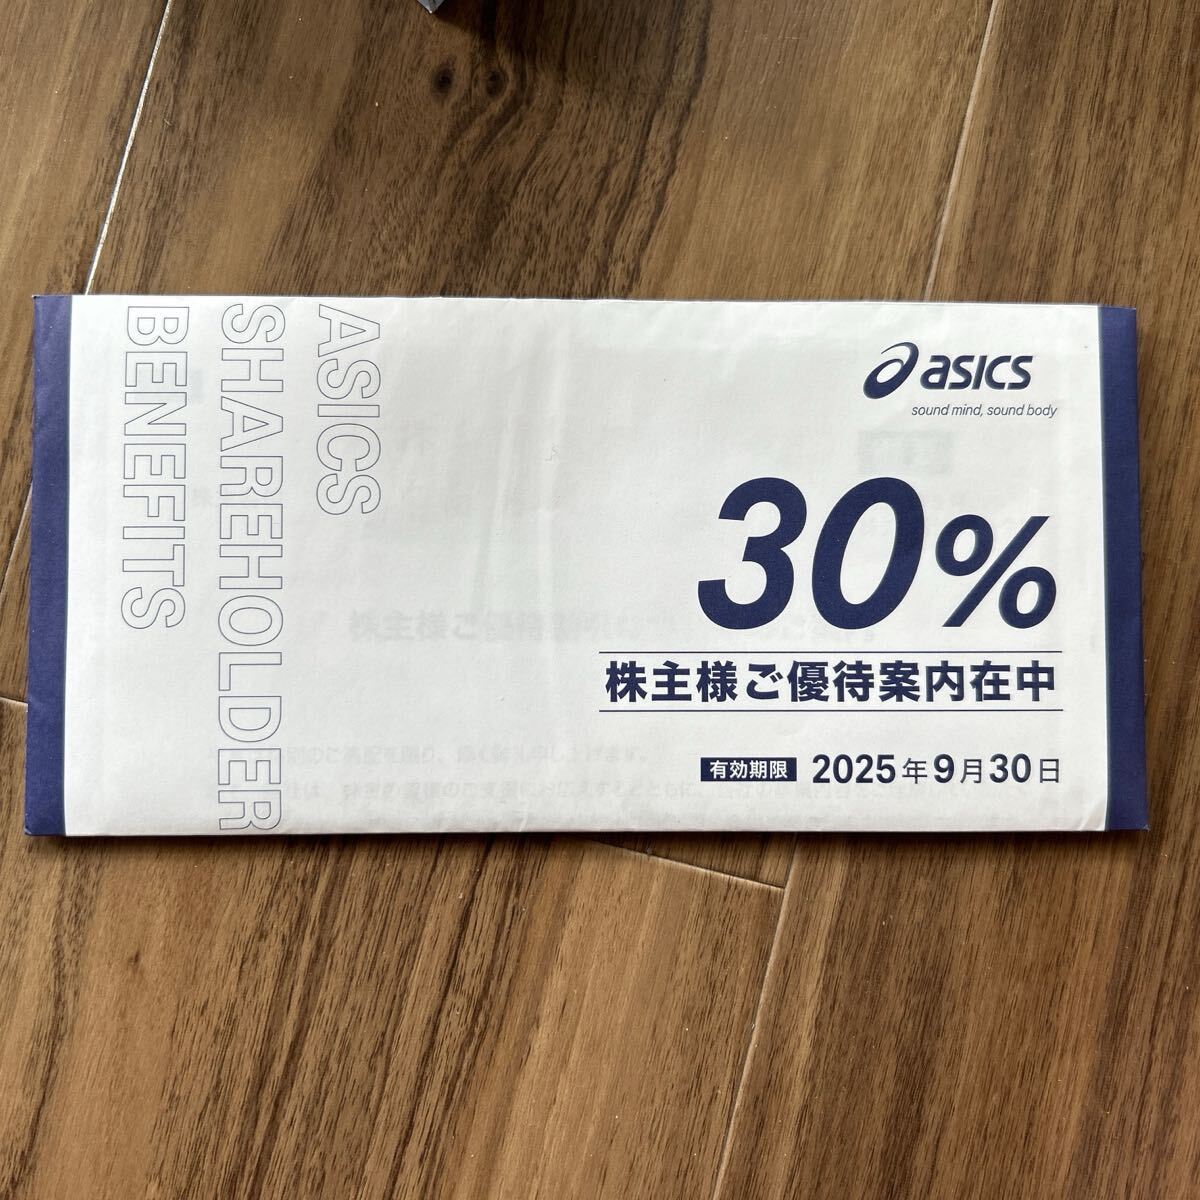 ASICS
SHAREHOLDER
BENEFITS
asics
sound mind, sound body
30%
株主様ご優待案内在中
有効期限 2025年9月30日